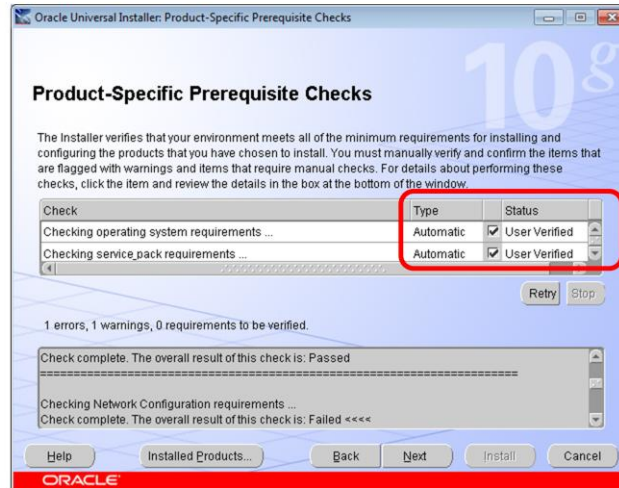 Oracle Universal Installer: Product-Specific Prerequisite Checks
10g
Product-Specific Prerequisite Checks
The Installer verifies that your environment meets all of the minimum requirements for installing and
configuring the products that you have chosen to install. You must manually verify and confirm the items that
are flagged with warnings and items that require manual checks. For details about performing these
checks, click the item and review the details in the box at the bottom of the window.
Check Type Status
Checking operating system requirements ... Automatic User Verified
Checking service_pack requirements ... Automatic User Verified
Retry Stop
1 errors, 1 warnings, 0 requirements to be verified.
Check complete. The overall result of this check is: Passed
========================================================================
Checking Network Configuration requirements ...
Check complete. The overall result of this check is: Failed <<<<
Help Installed Products... Back Next Install Cancel
ORACLE